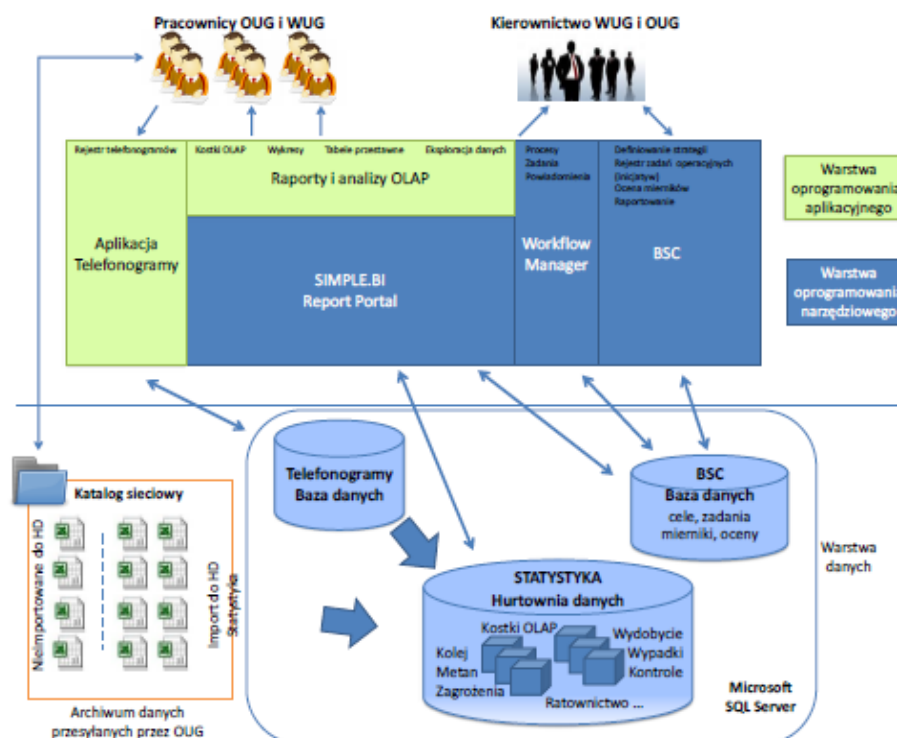 Pracownicy OUG i WUG
Kierownictwo WUG i OUG
Rejestr telefonogramów
Kostki OLAP
Wykresy
Tabele przestawne
Eksploracja danych
Raporty i analizy OLAP
Procesy
Zadania
Powiadomienia
Definiowanie strategii
Rejestr zadań operacyjnych
(inicjatyw)
Ocena mierników
Raportowanie
Warstwa
oprogramowania
aplikacyjnego
Aplikacja
Telefonogramy
SIMPLE.BI
Report Portal
Workflow
Manager
BSC
Warstwa
oprogramowania
narzędziowego
Telefonogramy
Baza danych
BSC
Baza danych
cele, zadania
mierniki, oceny
Katalog sieciowy
Nieimportowane do HD
Import do HD
Statystyka
Warstwa
danych
STATYSTYKA
Hurtownia danych
Kostki OLAP
Kolej
Metan
Zagrożenia
Wydobycie
Wypadki
Kontrole
Ratownictwo ...
Microsoft
SQL Server
Archiwum danych
przesyłanych przez OUG